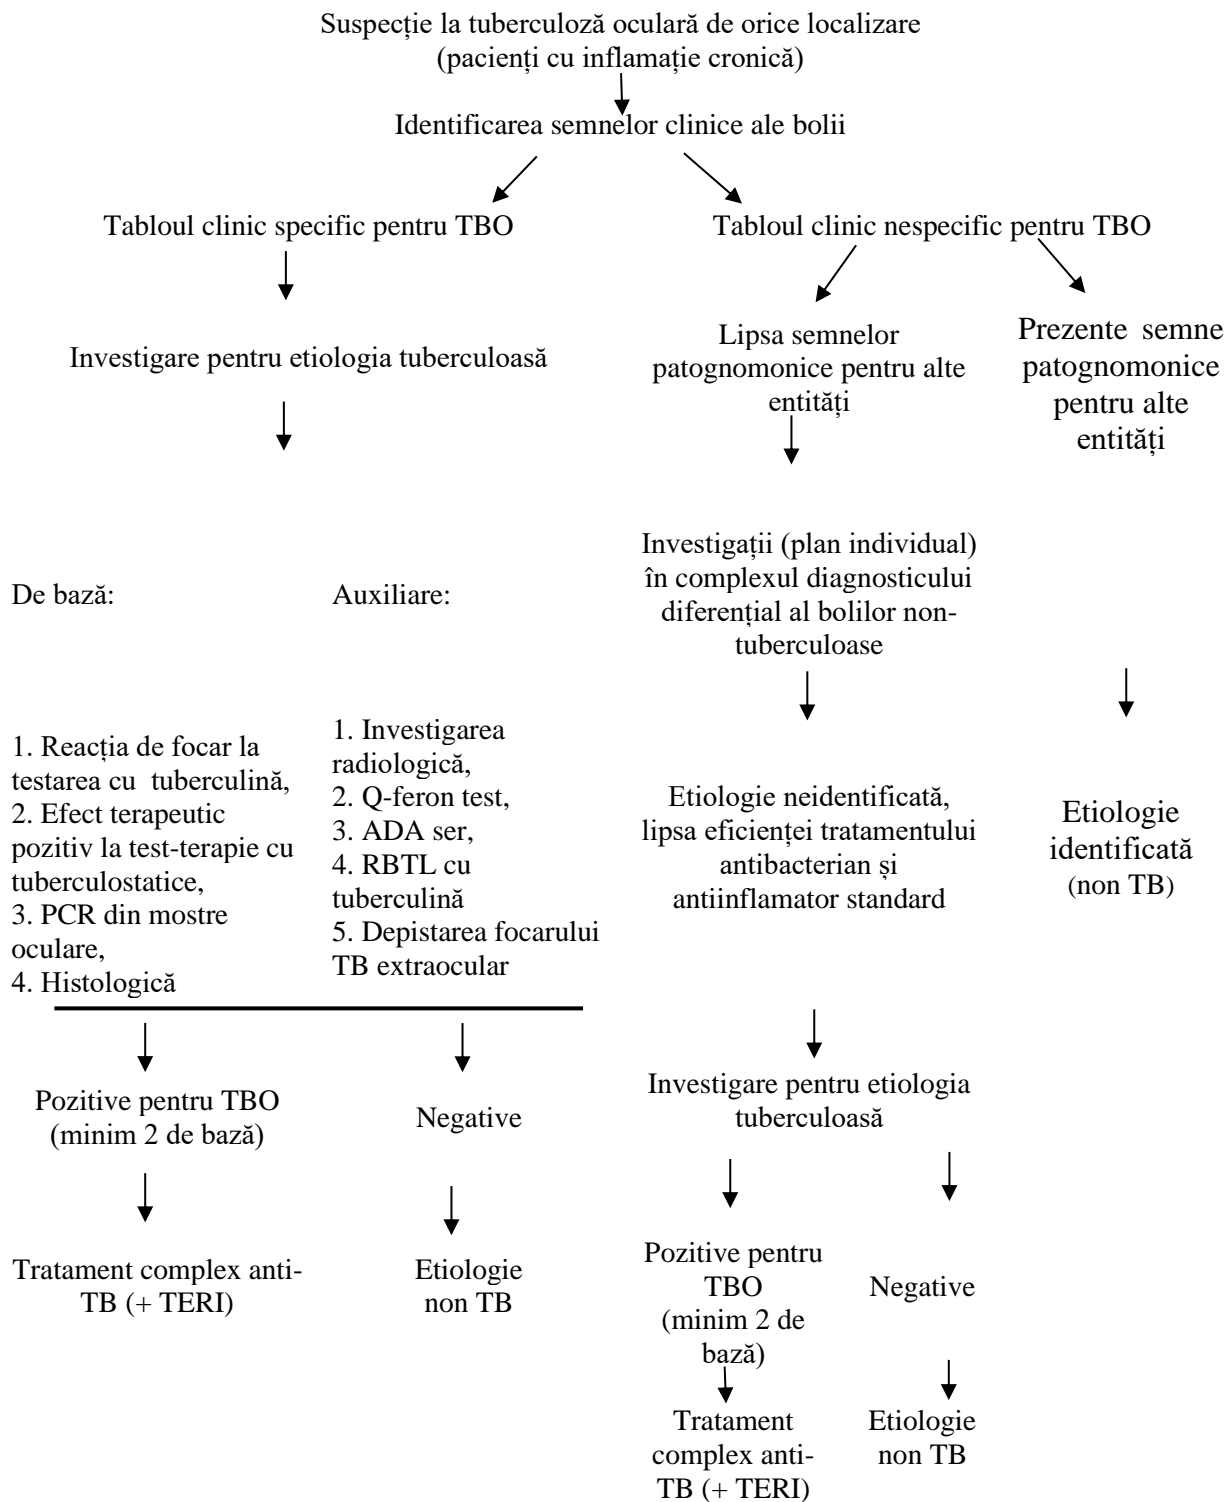 Suspecție la tuberculoză oculară de orice localizare
(pacienți cu inflamație cronică)
Identificarea semnelor clinice ale bolii
Tabloul clinic specific pentru TBO
Tabloul clinic nespecific pentru TBO
Investigare pentru etiologia tuberculoasă
Lipsa semnelor
patognomonice pentru alte
entități
Prezente semne
patognomonice
pentru alte
entități
De bază:
Auxiliare:
Investigații (plan individual)
în complexul diagnosticului
diferențial al bolilor non-
tuberculoase
1. Reacția de focar la
testarea cu tuberculină,
2. Efect terapeutic
pozitiv la test-terapie cu
tuberculostatice,
3. PCR din mostre
oculare,
4. Histologică
1. Investigarea
radiologică,
2. Q-feron test,
3. ADA ser,
4. RBTL cu
tuberculină
5. Depistarea focarului
TB extraocular
Etiologie neidentificată,
lipsa eficienței tratamentului
antibacterian și
antiinflamator standard
Etiologie
identificată
(non TB)
Pozitive pentru TBO
(minim 2 de bază)
Negative
Investigare pentru etiologia
tuberculoasă
Tratament complex anti-
TB (+ TERI)
Etiologie
non TB
Pozitive pentru
TBO
(minim 2 de
bază)
Negative
Tratament
complex anti-
TB (+ TERI)
Etiologie
non TB